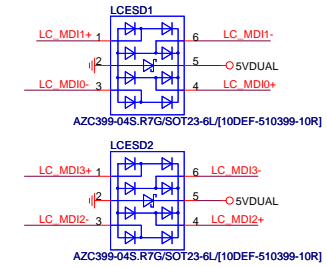 LCESD1
LC_MDI1+ 1 6 LC_MDI1-
2 5 5VDUAL
LC_MDI0- 3 4 LC_MDI0+
AZC399-04S.R7G/SOT23-6L/[10DEF-510399-10R]
LCESD2
LC_MDI3+ 1 6 LC_MDI3-
2 5 5VDUAL
LC_MDI2- 3 4 LC_MDI2+
AZC399-04S.R7G/SOT23-6L/[10DEF-510399-10R]